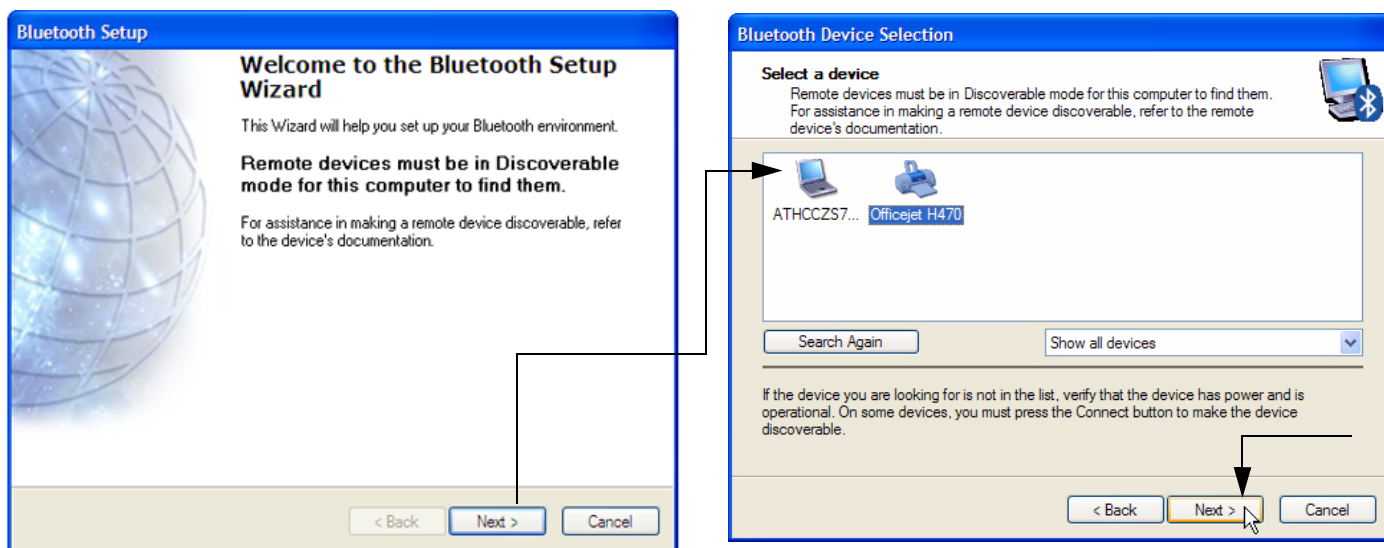 Bluetooth Setup
Welcome to the Bluetooth Setup
Wizard
This Wizard will help you set up your Bluetooth environment.
Remote devices must be in Discoverable
mode for this computer to find them.
For assistance in making a remote device discoverable, refer
to the device's documentation.
< Back Next > Cancel
Bluetooth Device Selection
Select a device
Remote devices must be in Discoverable mode for this computer to find them.
For assistance in making a remote device discoverable, refer to the remote
device's documentation.
ATHCCZS7... Officejet H470
Search Again Show all devices
If the device you are looking for is not in the list, verify that the device has power and is
operational. On some devices, you must press the Connect button to make the device
discoverable.
< Back Next > Cancel